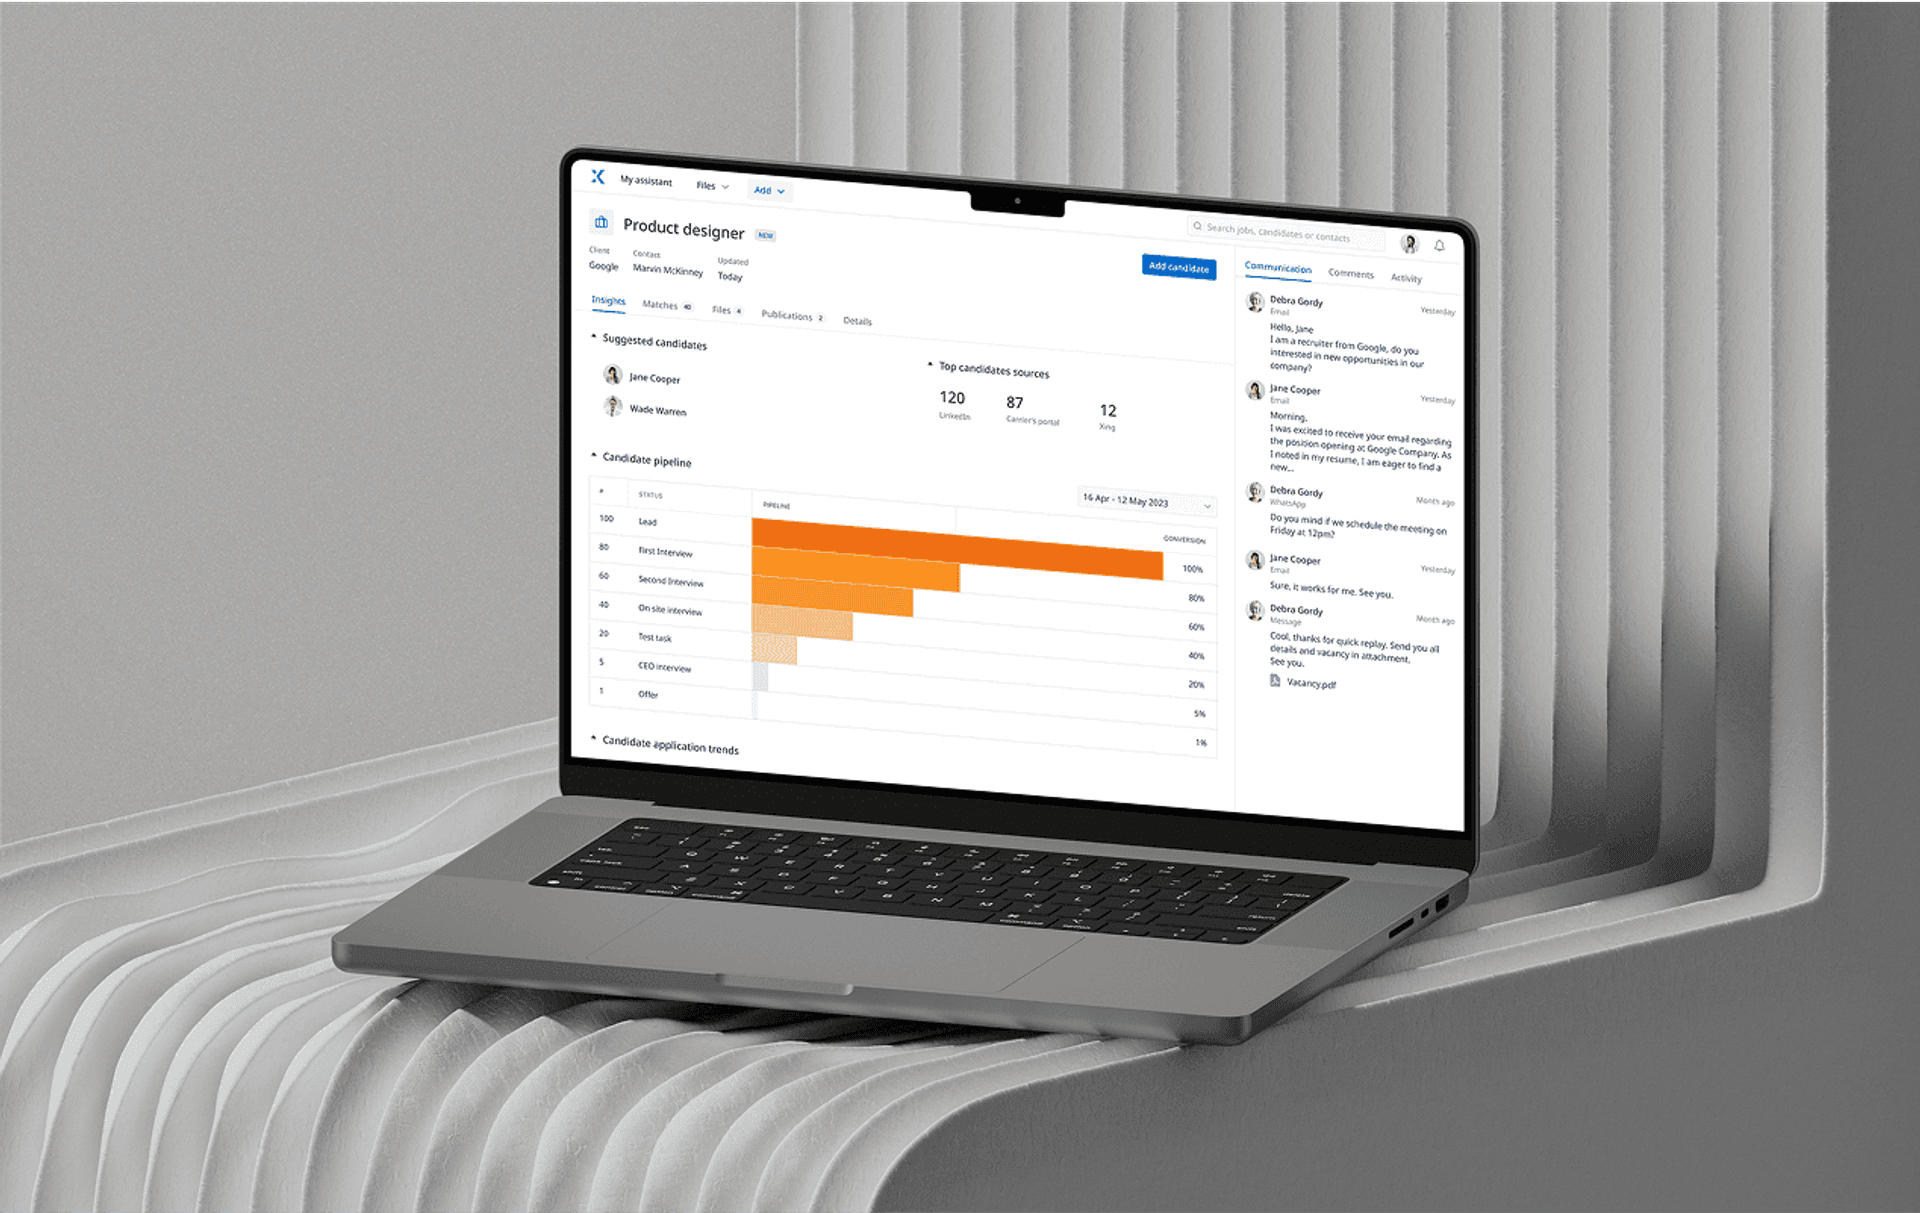 My assistant Files Add
Search jobs, candidates or contacts
Product designer NEW
Client Contact Updated
Google Marvin McKinney Today
Add candidate
Insights Matches 40 Files 4 Publications 2 Details
Suggested candidates
Jane Cooper
Wade Warren
Top candidates sources
120 87 12
LinkedIn Carrier's portal Xing
Candidate pipeline
16 Apr - 12 May 2023
# STATUS PIPELINE CONVERSION
100 Lead 100%
80 First Interview 80%
60 Second Interview 60%
40 On site interview 40%
20 Test task 20%
5 CEO interview 5%
1 Offer 1%
Candidate application trends
Communication Comments Activity
Debra Gordy
Email
Yesterday
Hello, Jane
I am a recruiter from Google, do you
interested in new opportunities in our
company?
Jane Cooper
Email
Yesterday
Morning,
I was excited to receive your email regarding
the position opening at Google Company. As
I noted in my resume, I am eager to find a
new...
Debra Gordy
WhatsApp
Month ago
Do you mind if we schedule the meeting on
Friday at 12pm?
Jane Cooper
Email
Yesterday
Sure, it works for me. See you.
Debra Gordy
Message
Month ago
Cool, thanks for quick replay. Send you all
details and vacancy in attachment.
See you.
Vacancy.pdf